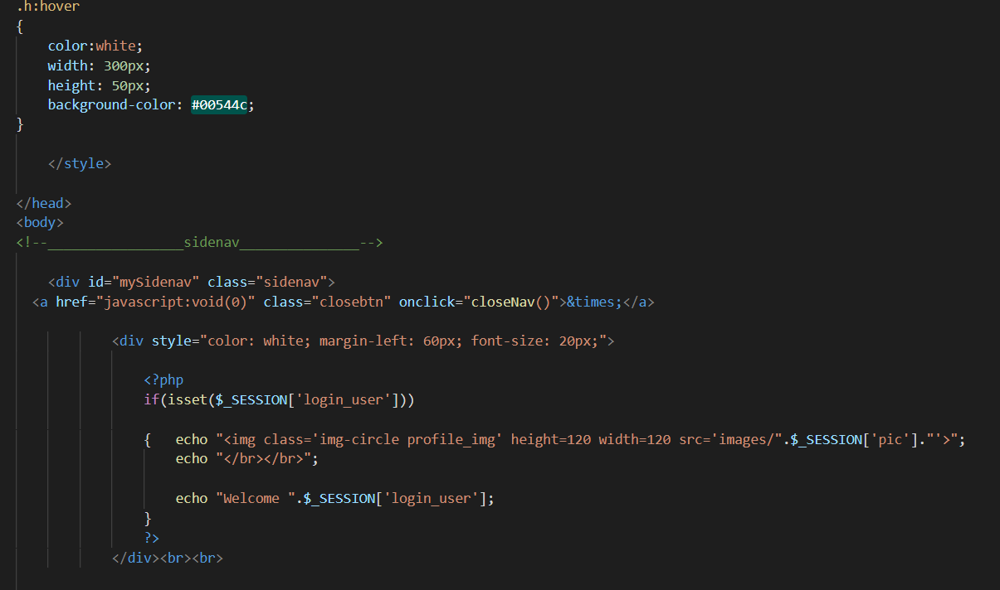 .h:hover
{
color:white;
width: 300px;
height: 50px;
background-color: #00544c;
}
</style>
</head>
<body>
<!--_________________sidenav_______________-->
<div id="mySidenav" class="sidenav">
<a href="javascript:void(0)" class="closebtn" onclick="closeNav()">&times;</a>
<div style="color: white; margin-left: 60px; font-size: 20px;">
<?php
if(isset($_SESSION['login_user']))
{   echo "<img class='img-circle profile_img' height=120 width=120 src='images/".$_SESSION['pic']."'>";
echo "</br></br>";
echo "Welcome ".$_SESSION['login_user'];
}
?>
</div><br><br>